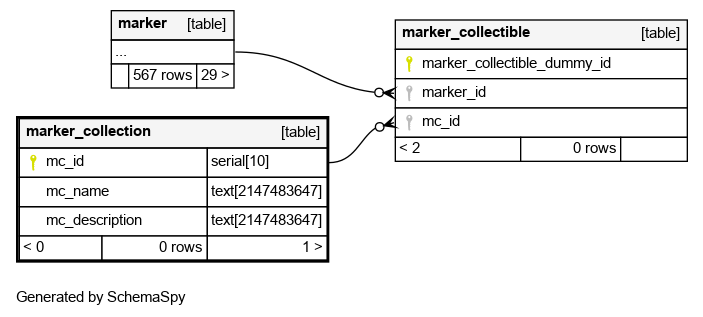 marker [table]
...
567 rows 29 >
marker_collectible [table]
marker_collectible_dummy_id
marker_id
mc_id
< 2 0 rows
marker_collection [table]
mc_id serial[10]
mc_name text[2147483647]
mc_description text[2147483647]
< 0 0 rows 1 >
Generated by SchemaSpy